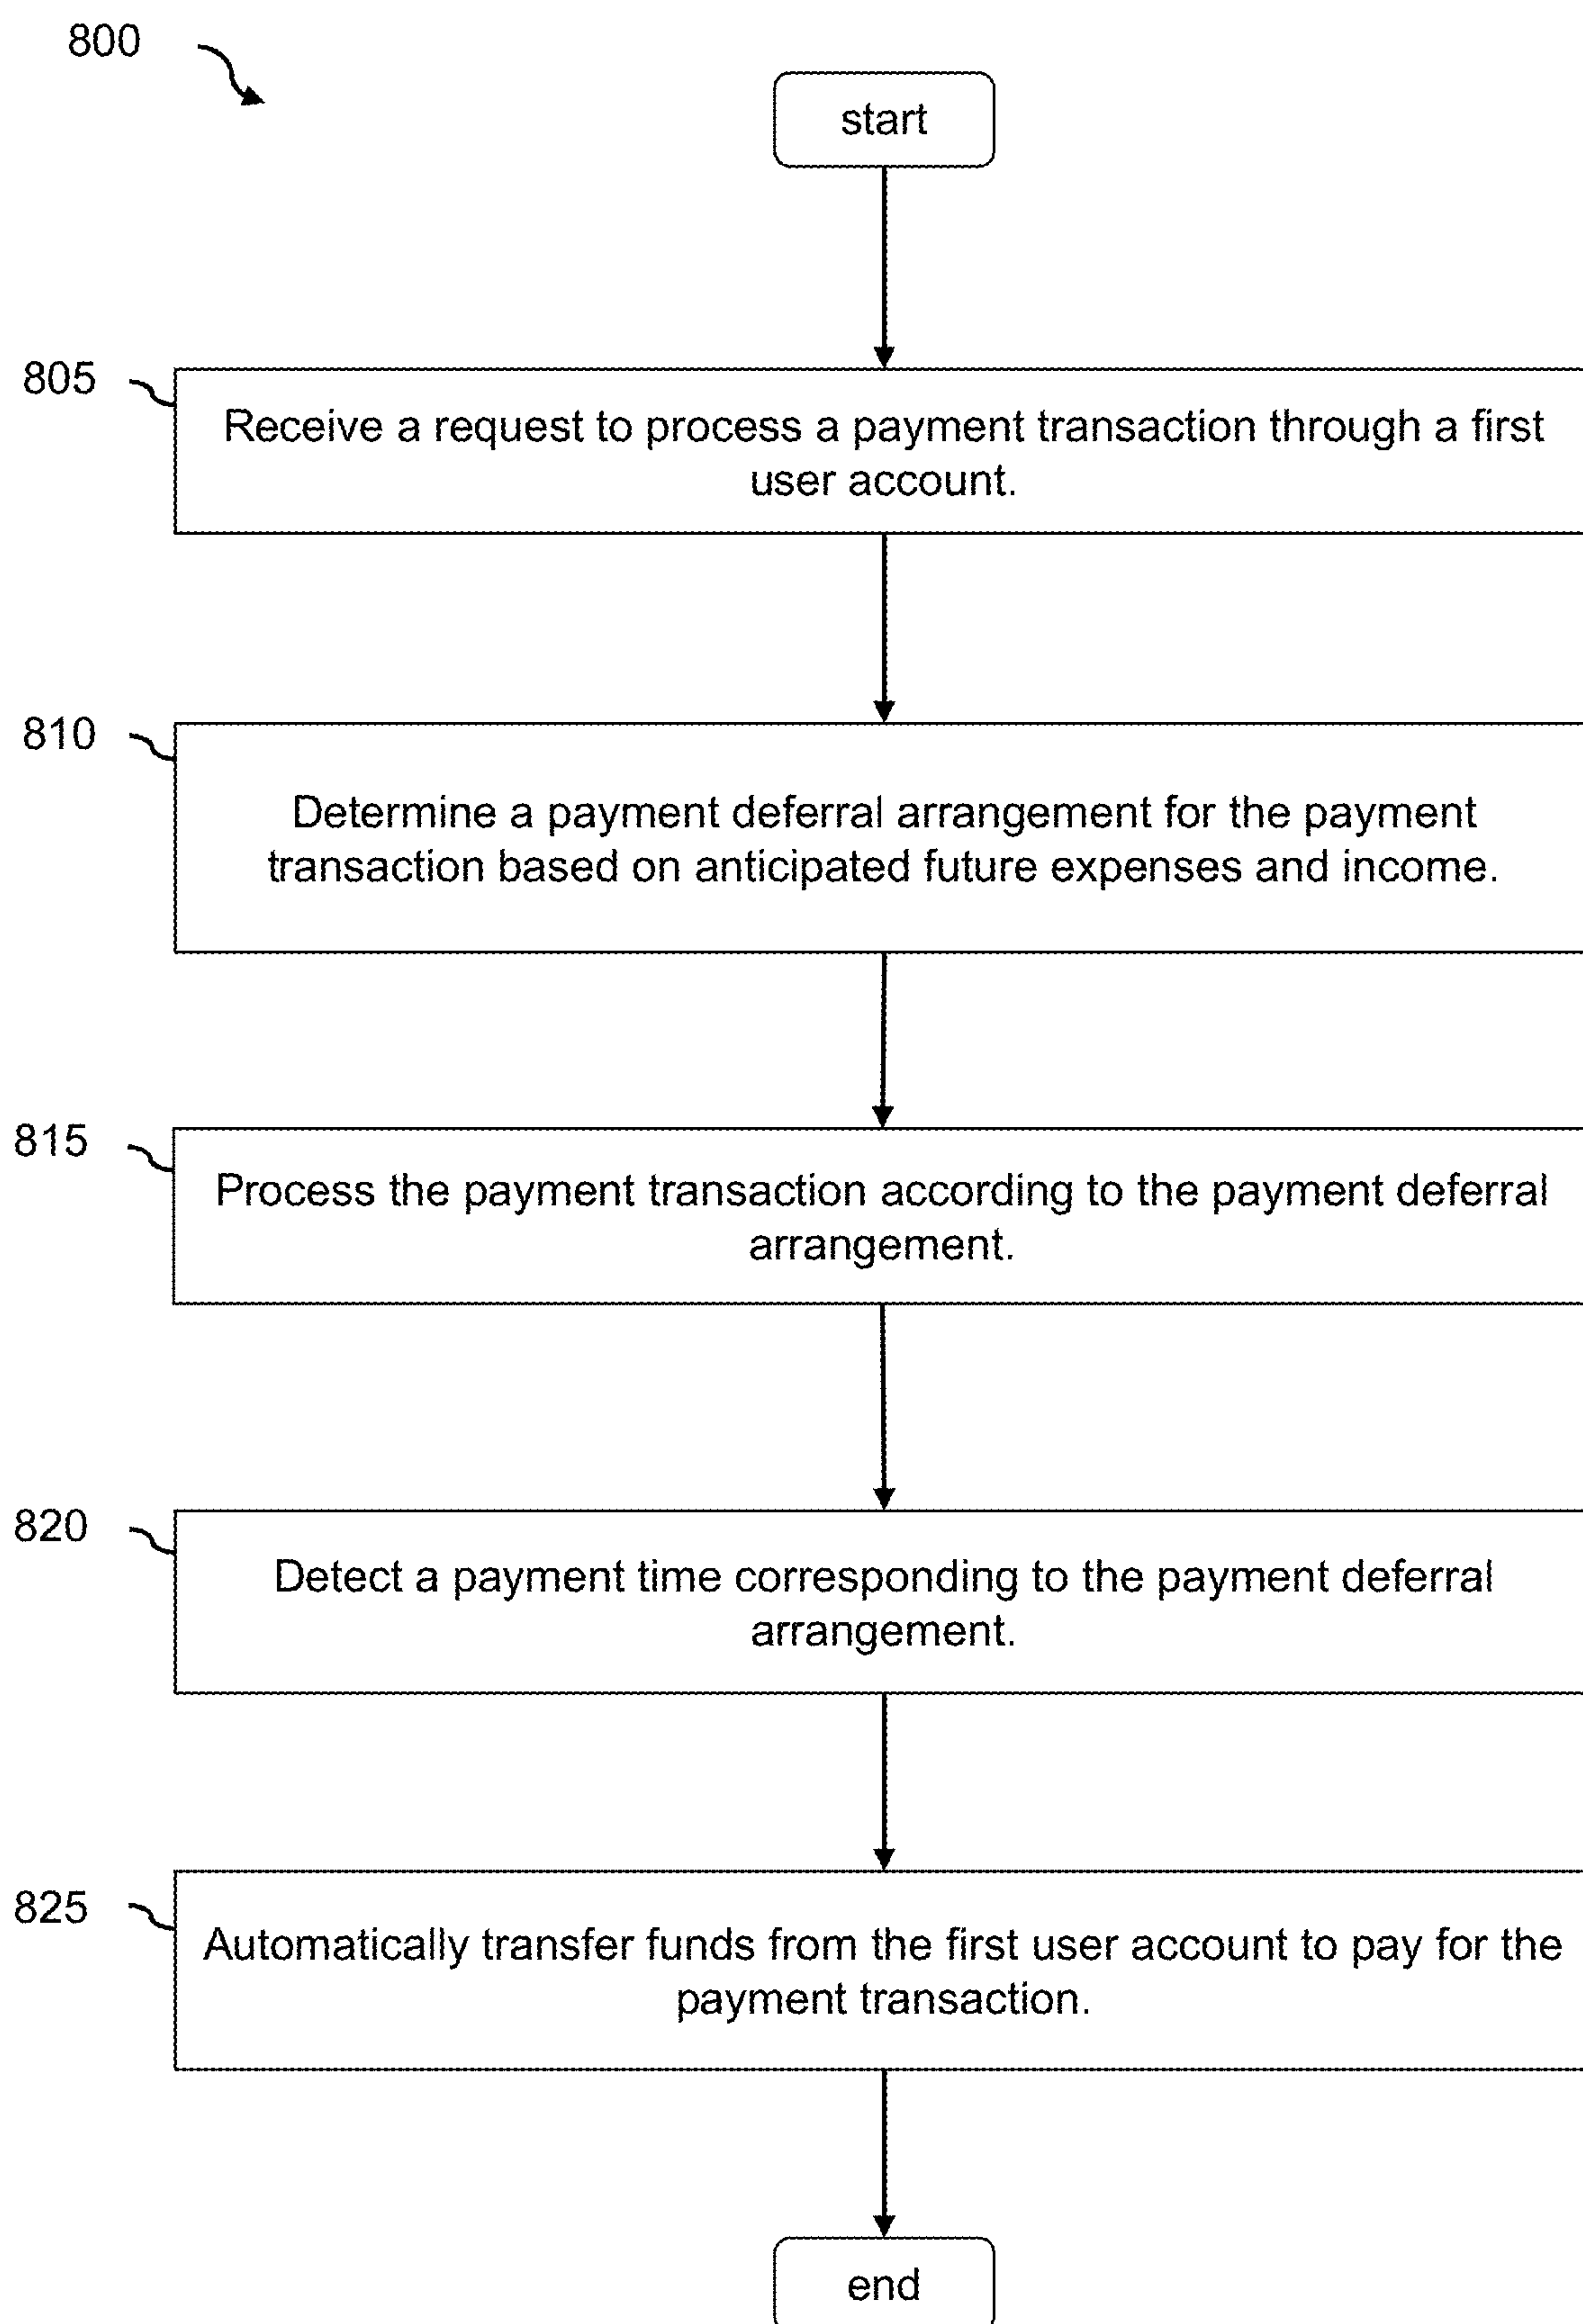 800
start
805
Receive a request to process a payment transaction through a first
user account.
810
Determine a payment deferral arrangement for the payment
transaction based on anticipated future expenses and income.
815
Process the payment transaction according to the payment deferral
arrangement.
820
Detect a payment time corresponding to the payment deferral
arrangement.
825
Automatically transfer funds from the first user account to pay for the
payment transaction.
end